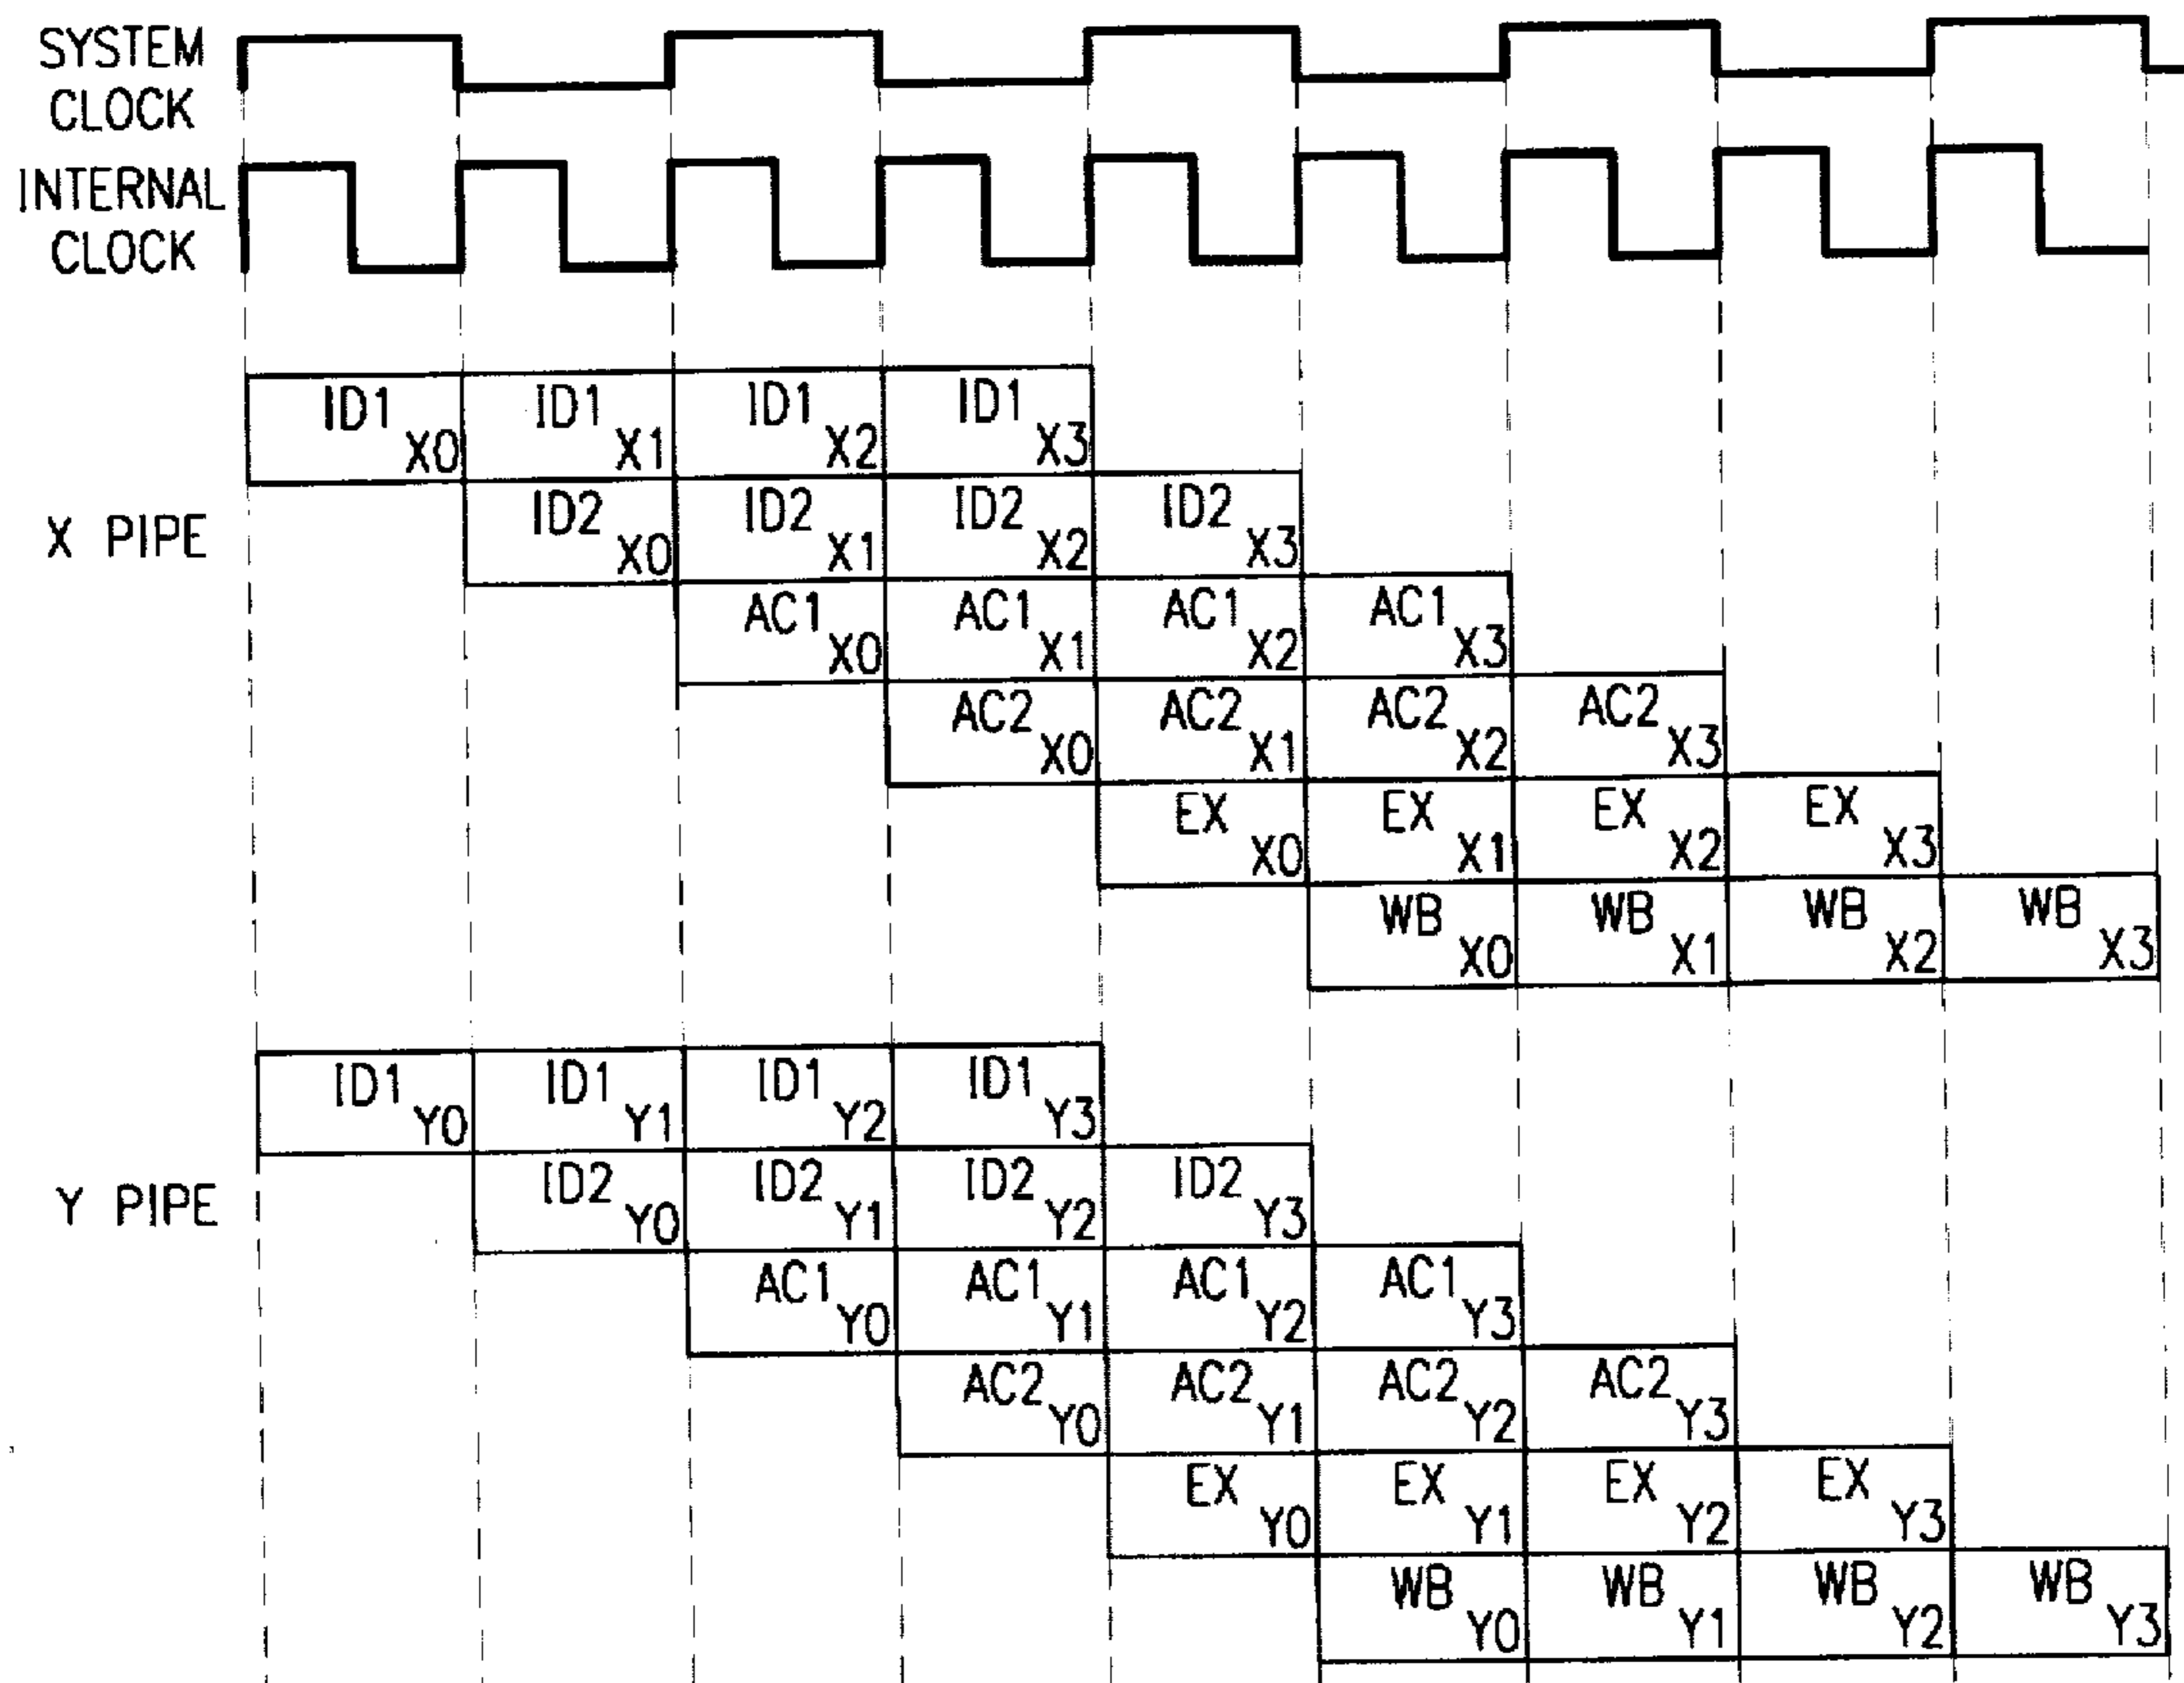 SYSTEM
CLOCK
INTERNAL
CLOCK
ID1 X0 ID1 X1 ID1 X2 ID1 X3
X PIPE
ID2 X0 ID2 X1 ID2 X2 ID2 X3
AC1 X0 AC1 X1 AC1 X2 AC1 X3
AC2 X0 AC2 X1 AC2 X2 AC2 X3
EX X0 EX X1 EX X2 EX X3
WB X0 WB X1 WB X2 WB X3
ID1 Y0 ID1 Y1 ID1 Y2 ID1 Y3
Y PIPE
ID2 Y0 ID2 Y1 ID2 Y2 ID2 Y3
AC1 Y0 AC1 Y1 AC1 Y2 AC1 Y3
AC2 Y0 AC2 Y1 AC2 Y2 AC2 Y3
EX Y0 EX Y1 EX Y2 EX Y3
WB Y0 WB Y1 WB Y2 WB Y3